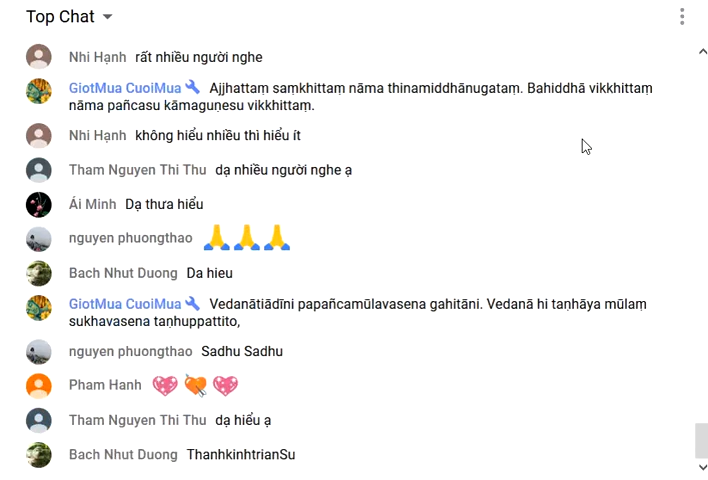 Top Chat
Nhi Hạnh rất nhiều người nghe
GiotMua CuoiMua Ajjhattaṃ saṃkhittaṃ nāma thinamiddhānugataṃ. Bahiddhā vikkhittaṃ
nāma pañcasu kāmaguṇesu vikkhittaṃ.
Nhi Hạnh không hiểu nhiều thì hiểu ít
Tham Nguyen Thi Thu dạ nhiều người nghe ạ
Ái Minh Dạ thưa hiểu
nguyen phuongthao 🙏🙏🙏
Bach Nhut Duong Da hieu
GiotMua CuoiMua Vedanātiādīni papañcamūlavasena gahitāni. Vedanā hi taṇhāya mūlaṃ
sukhavasena taṇhuppattito,
nguyen phuongthao Sadhu Sadhu
Pham Hanh 💖💘💖
Tham Nguyen Thi Thu dạ hiểu ạ
Bach Nhut Duong ThanhkinhtrianSu